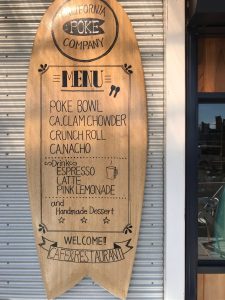 CALIFORNIA
POKE
COMPANY
MENU
POKE BOWL
CA.CLAM CHOWDER
CRUNCH ROLL
CA.NACHO
Drink
ESPRESSO
LATTE
PINK LEMONADE
and
Handmade Dessert
WELCOME!!
CAFE&RESTAURANT